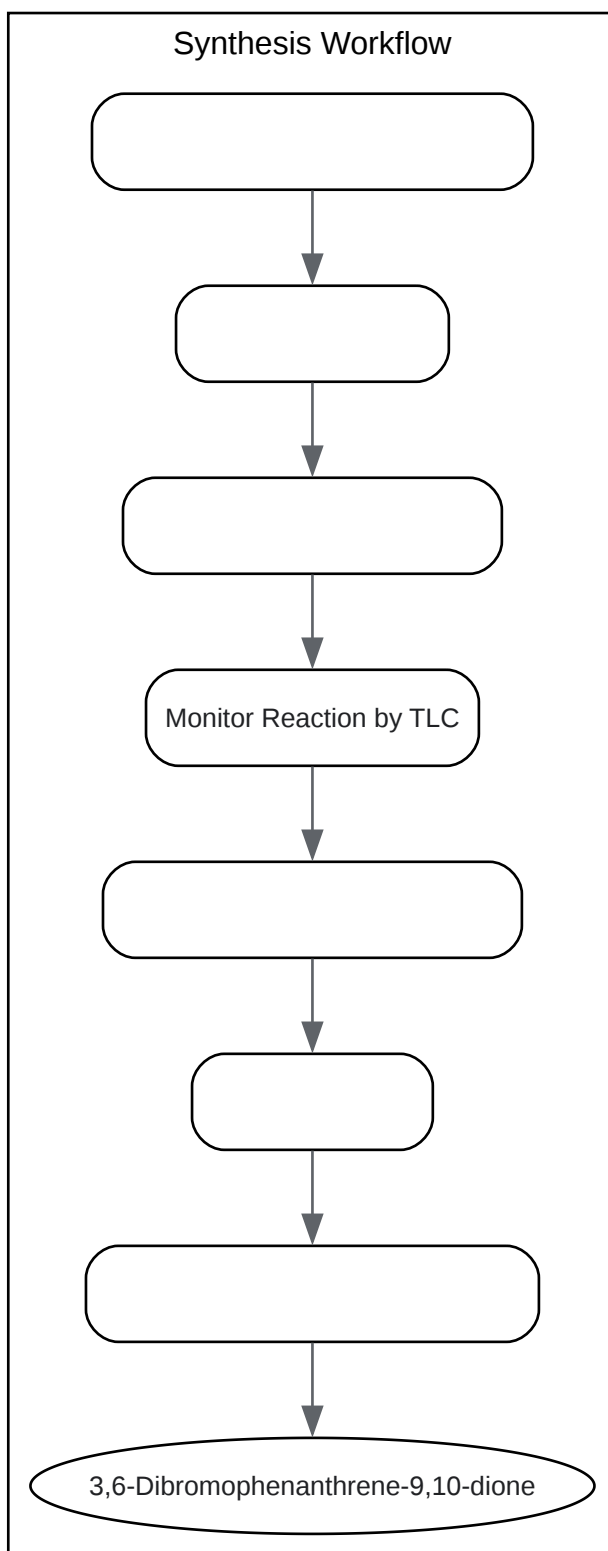 Synthesis Workflow
Monitor Reaction by TLC
3,6-Dibromophenanthrene-9,10-dione